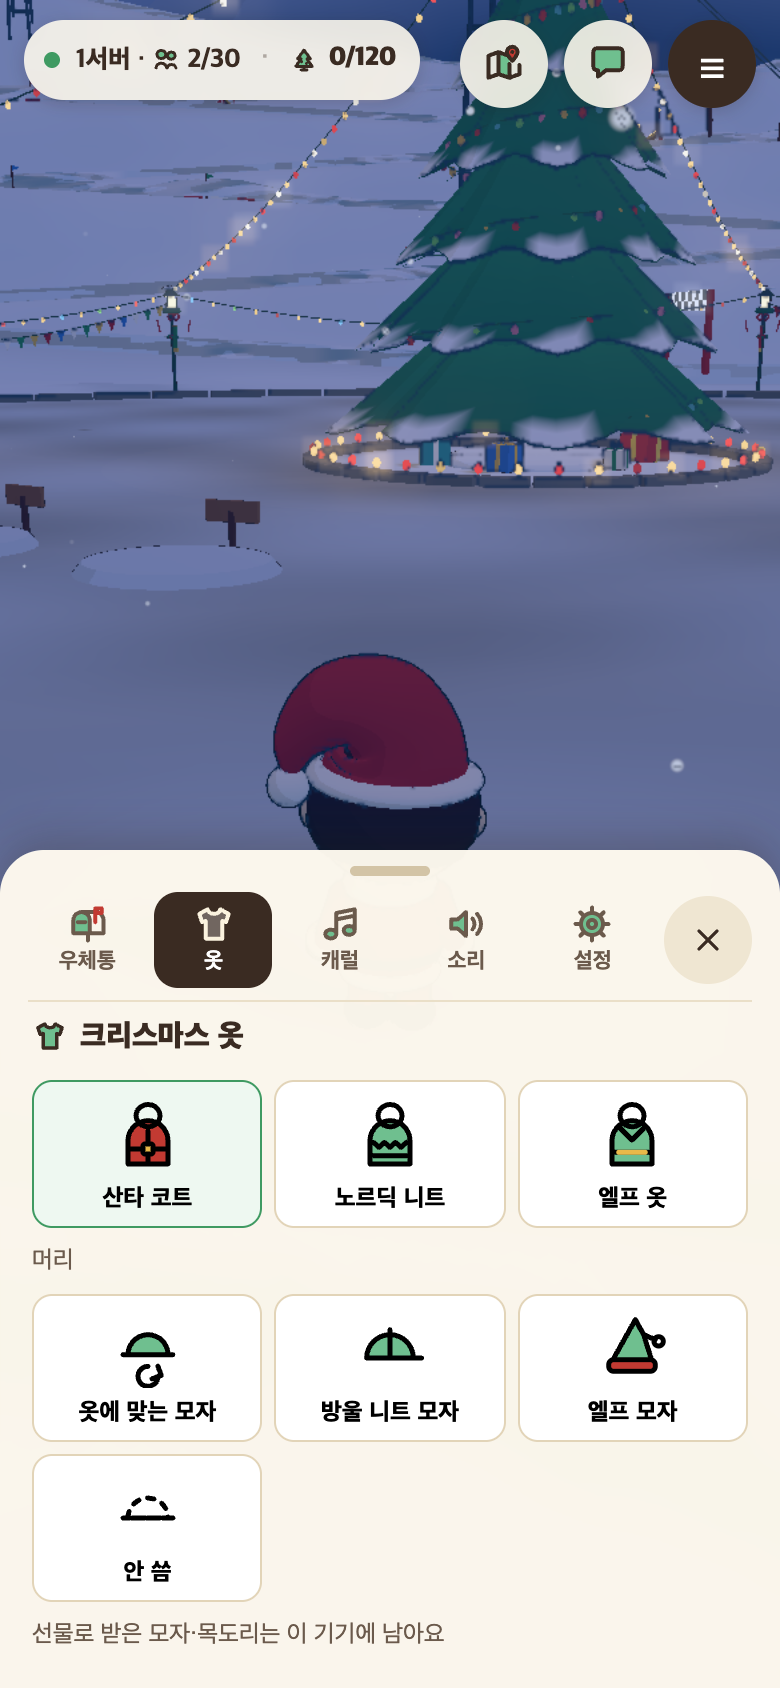 1서버 · 2/30 · 0/120
우체통
옷
캐럴
소리
설정
크리스마스 옷
산타 코트
노르딕 니트
엘프 옷
머리
옷에 맞는 모자
방울 니트 모자
엘프 모자
안 씀
선물로 받은 모자·목도리는 이 기기에 남아요